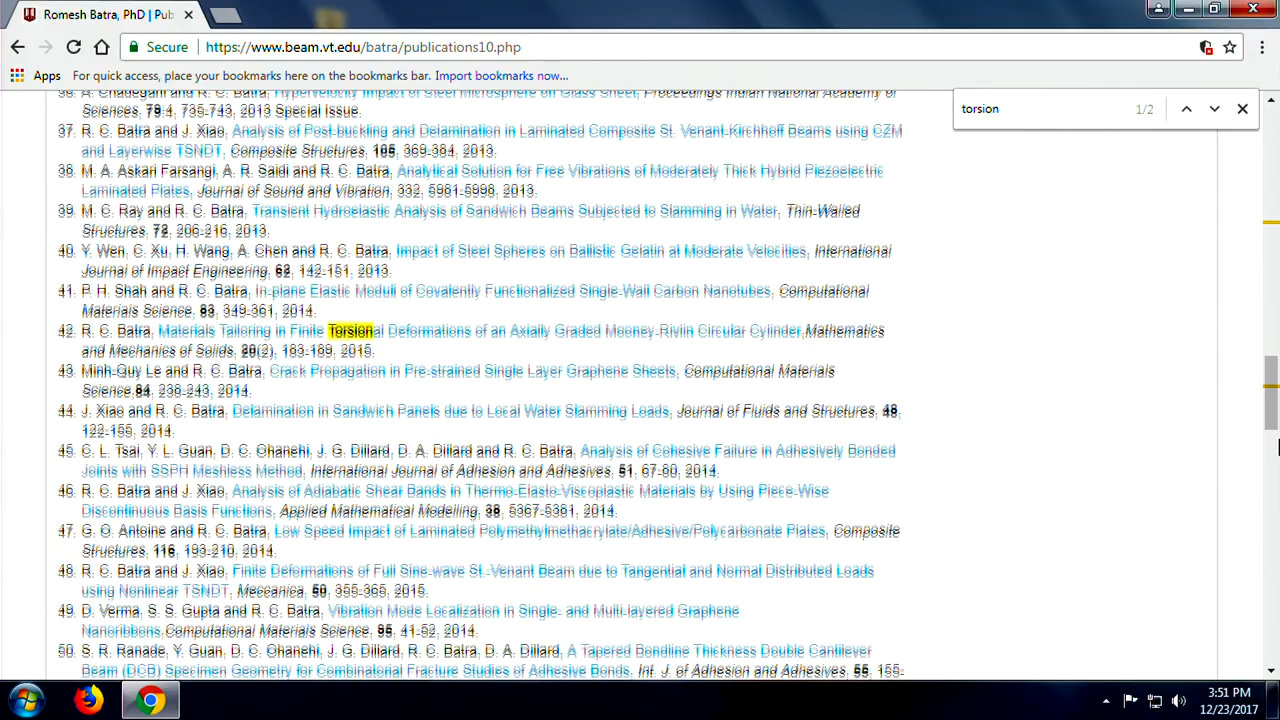 Romesh Batra, PhD | Pub
Secure https://www.beam.vt.edu/batra/publications10.php
Apps For quick access, place your bookmarks here on the bookmarks bar. Import bookmarks now...
torsion 1/2
A. Chadegani and R. C. Batra, Hypervelocity Impact of Steel Microsphere on Glass Sheet, Proceedings Indian National Academy of
Sciences, 79:4, 735-743, 2013 Special Issue.
37. R. C. Batra and J. Xiao, Analysis of Post-buckling and Delamination in Laminated Composite St. Venant-Kirchhoff Beams using CZM
and Layerwise TSNDT, Composite Structures, 105, 369-384, 2013.
38. M. A. Askari Farsangi, A. R. Saidi and R. C. Batra, Analytical Solution for Free Vibrations of Moderately Thick Hybrid Piezoelectric
Laminated Plates, Journal of Sound and Vibration, 332, 5981-5998, 2013.
39. M. C. Ray and R. C. Batra, Transient Hydroelastic Analysis of Sandwich Beams Subjected to Slamming in Water, Thin-Walled
Structures, 72, 206-216, 2013.
40. Y. Wen, C. Xu, H. Wang, A. Chen and R. C. Batra, Impact of Steel Spheres on Ballistic Gelatin at Moderate Velocities, International
Journal of Impact Engineering, 62, 142-151, 2013.
41. P. H. Shah and R. C. Batra, In-plane Elastic Moduli of Covalently Functionalized Single-Wall Carbon Nanotubes, Computational
Materials Science, 83, 349-361, 2014.
42. R. C. Batra, Materials Tailoring in Finite Torsional Deformations of an Axially Graded Mooney-Rivlin Circular Cylinder,Mathematics
and Mechanics of Solids, 20(2), 183-189, 2015.
43. Minh-Quy Le and R. C. Batra, Crack Propagation in Pre-strained Single Layer Graphene Sheets, Computational Materials
Science,84, 238-243, 2014.
44. J. Xiao and R. C. Batra, Delamination in Sandwich Panels due to Local Water Slamming Loads, Journal of Fluids and Structures, 48,
122-155, 2014.
45. C. L. Tsai, Y. L. Guan, D. C. Ohanehi, J. G. Dillard, D. A. Dillard and R. C. Batra, Analysis of Cohesive Failure in Adhesively Bonded
Joints with SSPH Meshless Method, International Journal of Adhesion and Adhesives, 51, 67-80, 2014.
46. R. C. Batra and J. Xiao, Analysis of Adiabatic Shear Bands in Thermo-Elasto-Viscoplastic Materials by Using Piece-Wise
Discontinuous Basis Functions, Applied Mathematical Modelling, 38, 5367-5381, 2014.
47. G. O. Antoine and R. C. Batra, Low Speed Impact of Laminated Polymethylmethacrylate/Adhesive/Polycarbonate Plates, Composite
Structures, 116, 193-210, 2014.
48. R. C. Batra and J. Xiao, Finite Deformations of Full Sine-wave St.-Venant Beam due to Tangential and Normal Distributed Loads
using Nonlinear TSNDT, Meccanica, 50, 355-365, 2015.
49. D. Verma, S. S. Gupta and R. C. Batra, Vibration Mode Localization in Single- and Multi-layered Graphene
Nanoribbons,Computational Materials Science, 95, 41-52, 2014.
50. S. R. Ranade, Y. Guan, D. C. Ohanehi, J. G. Dillard, R. C. Batra, D. A. Dillard, A Tapered Bondline Thickness Double Cantilever
Beam (DCB) Specimen Geometry for Combinatorial Fracture Studies of Adhesive Bonds, Int. J. of Adhesion and Adhesives, 55, 155-
3:51 PM
12/23/2017